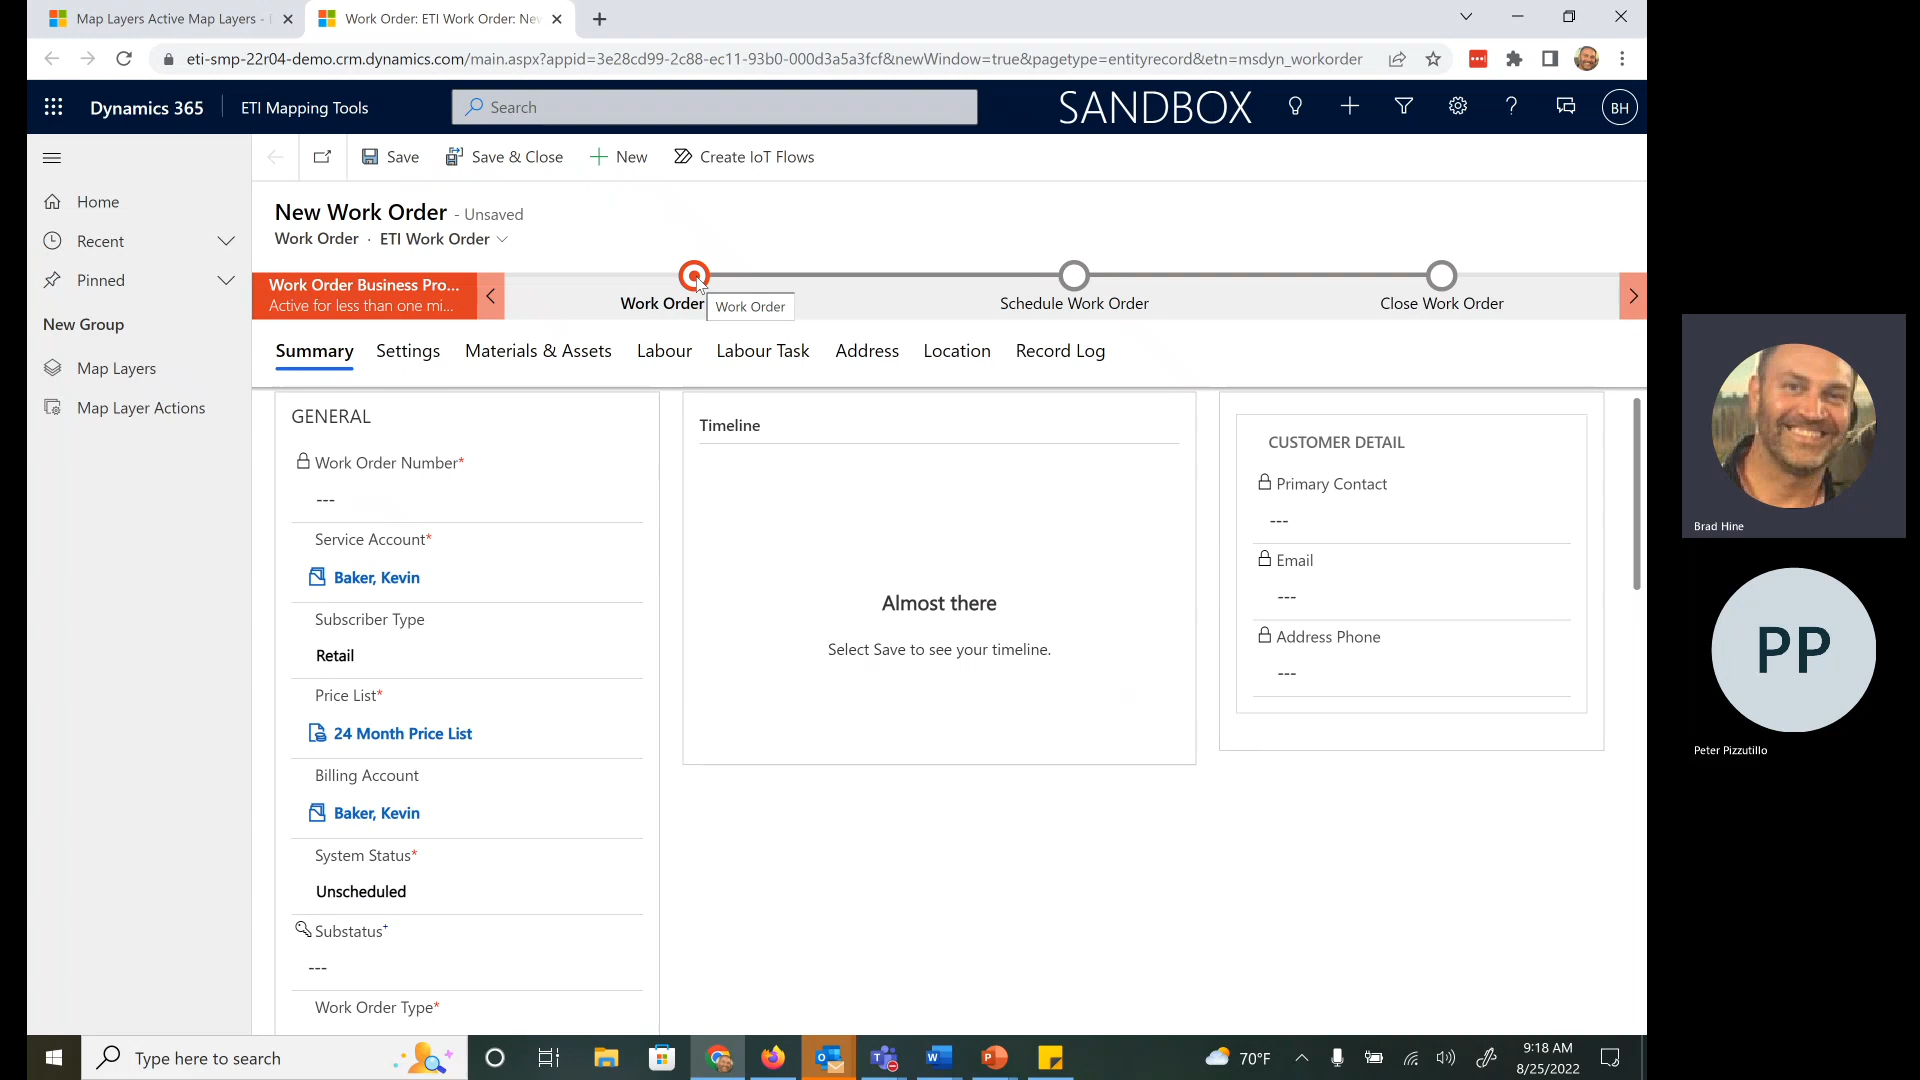 Map Layers Active Map Layers -
Work Order: ETI Work Order: Ne
eti-smp-22r04-demo.crm.dynamics.com/main.aspx?appid=3e28cd99-2c88-ec11-93b0-000d3a5a3fcf&newWindow=true&pagetype=entityrecord&etn=msdyn_workorder
Dynamics 365
ETI Mapping Tools
Search
SANDBOX
BH
Save
Save & Close
New
Create IoT Flows
Home
Recent
Pinned
New Group
Map Layers
Map Layer Actions
New Work Order - Unsaved
Work Order · ETI Work Order
Work Order Business Pro...
Active for less than one mi...
Work Order
Work Order
Schedule Work Order
Close Work Order
Summary
Settings
Materials & Assets
Labour
Labour Task
Address
Location
Record Log
GENERAL
Work Order Number*
---
Service Account*
Baker, Kevin
Subscriber Type
Retail
Price List*
24 Month Price List
Billing Account
Baker, Kevin
System Status*
Unscheduled
Substatus+
---
Work Order Type*
Timeline
Almost there
Select Save to see your timeline.
CUSTOMER DETAIL
Primary Contact
---
Email
---
Address Phone
---
Brad Hine
PP
Peter Pizzutillo
Type here to search
70°F
9:18 AM
8/25/2022